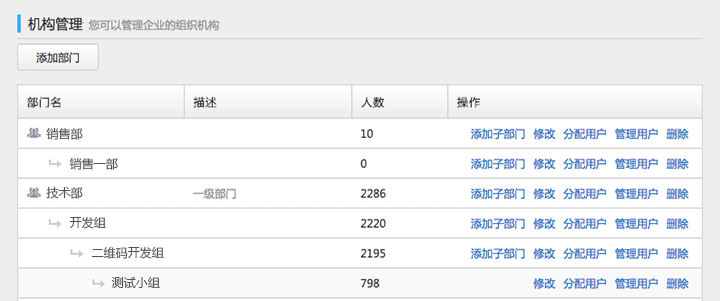 机构管理 您可以管理企业的组织机构
添加部门
部门名 描述 人数 操作
销售部 10 添加子部门 修改 分配用户 管理用户 删除
销售一部 0 添加子部门 修改 分配用户 管理用户 删除
技术部 一级部门 2286 添加子部门 修改 分配用户 管理用户 删除
开发组 2220 添加子部门 修改 分配用户 管理用户 删除
二维码开发组 2195 添加子部门 修改 分配用户 管理用户 删除
测试小组 798 修改 分配用户 管理用户 删除